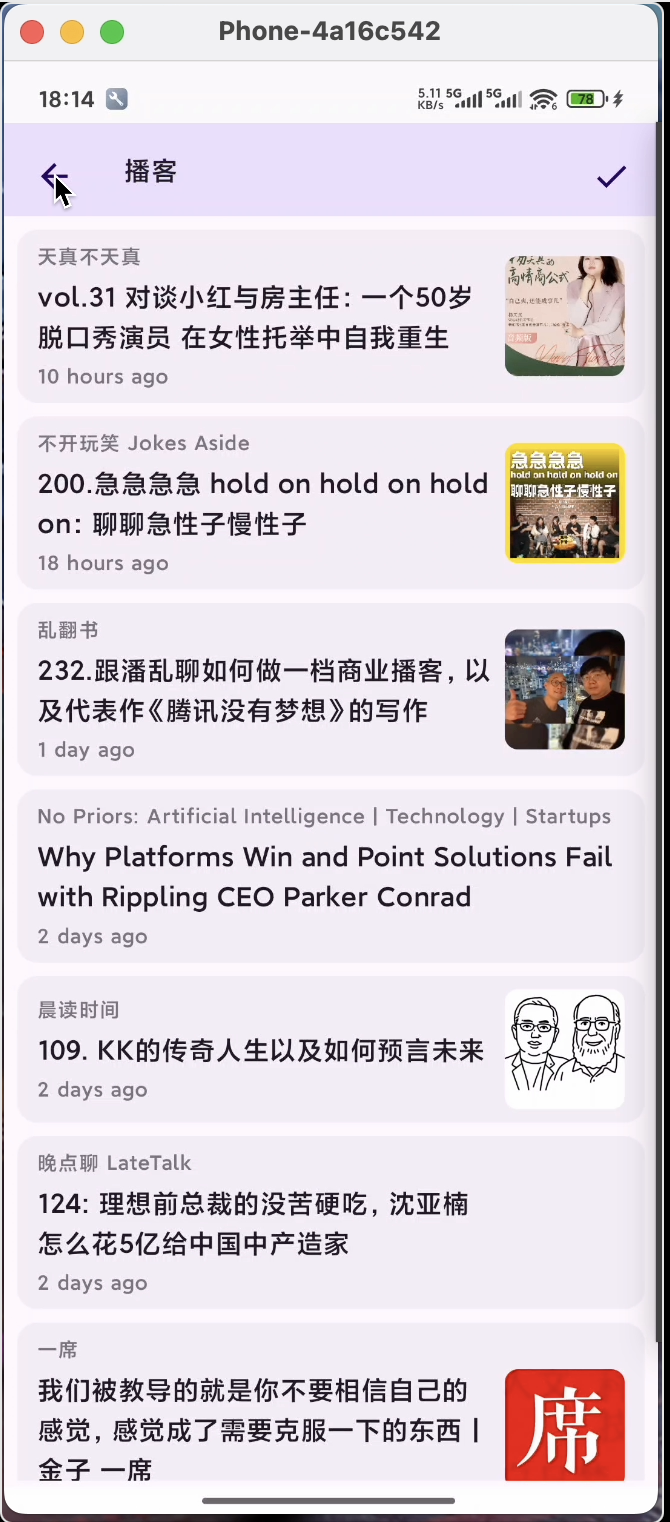 Phone-4a16c542
18:14
5.11 KB/s 5G 5G 6 78
播客
天真不天真
vol.31 对谈小红与房主任：一个50岁
脱口秀演员 在女性托举中自我重生
10 hours ago
高情商公式
不开玩笑 Jokes Aside
200.急急急急 hold on hold on hold
on：聊聊急性子慢性子
18 hours ago
急急急急
hold on hold on hold on
聊聊急性子慢性子
乱翻书
232.跟潘乱聊如何做一档商业播客，以
及代表作《腾讯没有梦想》的写作
1 day ago
No Priors: Artificial Intelligence | Technology | Startups
Why Platforms Win and Point Solutions Fail
with Rippling CEO Parker Conrad
2 days ago
晨读时间
109. KK的传奇人生以及如何预言未来
2 days ago
晚点聊 LateTalk
124: 理想前总裁的没苦硬吃，沈亚楠
怎么花5亿给中国中产造家
2 days ago
一席
我们被教导的就是你不要相信自己的
感觉，感觉成了需要克服一下的东西 |
金子 一席
席